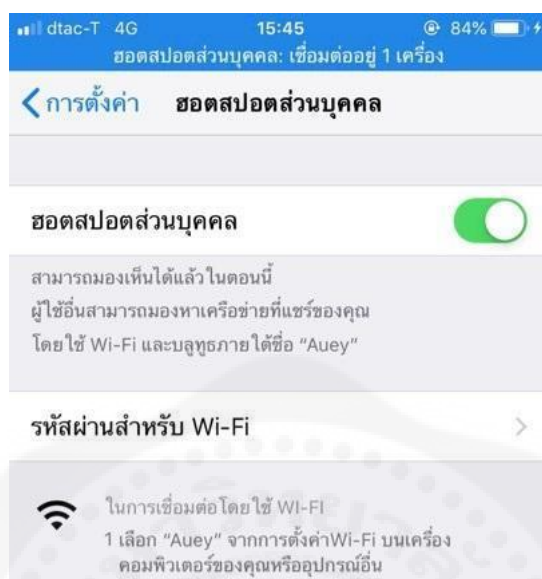 dtac-T 4G 15:45 84%
ฮอตสปอตส่วนบุคคล: เชื่อมต่ออยู่ 1 เครื่อง
การตั้งค่า ฮอตสปอตส่วนบุคคล
ฮอตสปอตส่วนบุคคล
สามารถมองเห็นได้แล้วในตอนนี้
ผู้ใช้อื่นสามารถมองหาเครือข่ายที่แชร์ของคุณ
โดยใช้ Wi-Fi และบลูทูธภายใต้ชื่อ “Auey”
รหัสผ่านสำหรับ Wi-Fi
ในการเชื่อมต่อโดยใช้ WI-FI
1 เลือก “Auey” จากการตั้งค่าWi-Fi บนเครื่อง
คอมพิวเตอร์ของคุณหรืออุปกรณ์อื่น